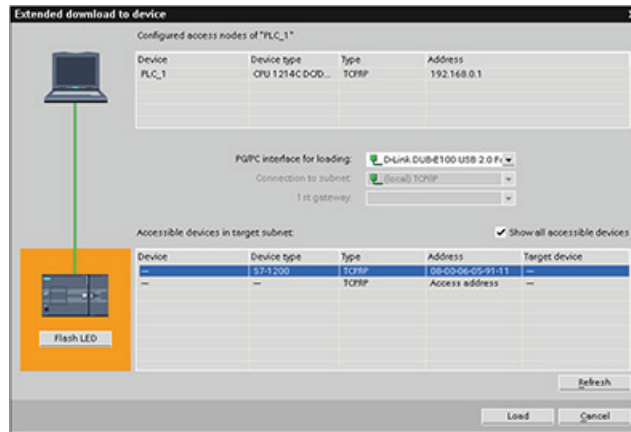 Extended download to device
Configured access nodes of "PLC_1"
Device Device type Type Address
PLC_1 CPU 1214C DC/D... TCP/IP 192.168.0.1
PG/PC interface for loading: D-Link DUB-E100 USB 2.0 Fa
Connection to subnet: (local) TCP/IP
1st gateway:
Accessible devices in target subnet: Show all accessible devices
Device Device type Type Address Target device
— S7-1200 TCP/IP 08-00-06-05-91-11 —
— — TCP/IP Access address —
Flash LED
Refresh
Load Cancel